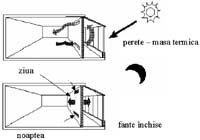 perete – masa termica
ziua
noaptea
fante inchise